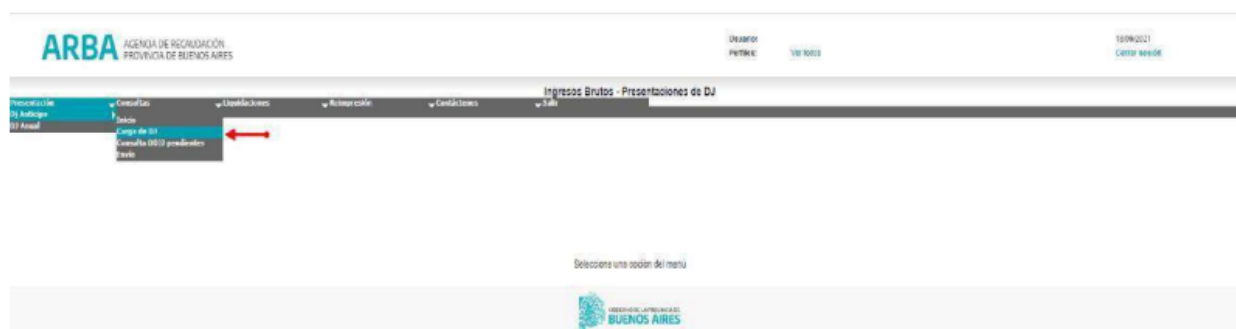 ARBA AGENCIA DE RECAUDACIÓN
PROVINCIA DE BUENOS AIRES
Usuario:
Perfiles: Ver todos
Cerrar sesión
Ingresos Brutos - Presentaciones de DJ
Presentación Consultas Liquidaciones Reimpresión Contáctenos Salir
Dj Anticipo Inicio
DJ Anual Carga de DJ
Consulta DDJJ pendientes
Envío
Seleccione una opción del menú
BUENOS AIRES